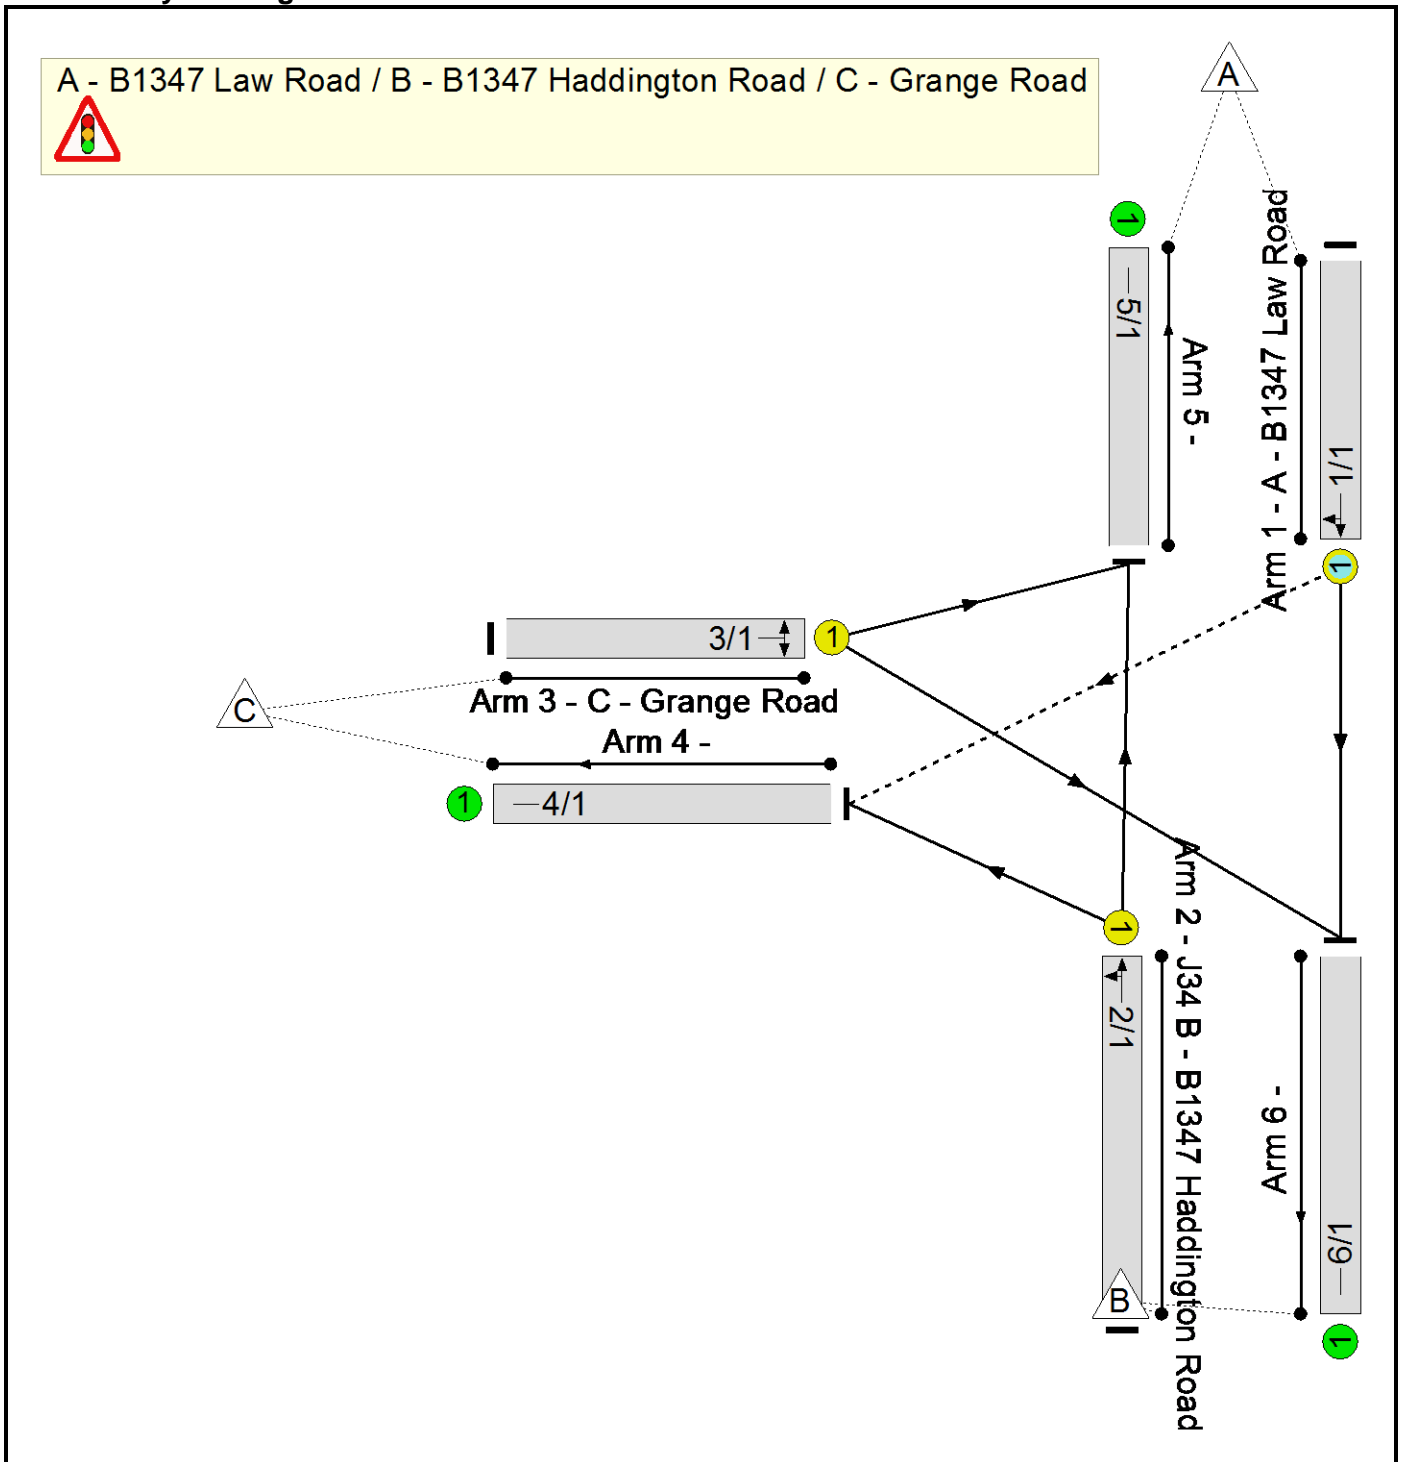 A - B1347 Law Road / B - B1347 Haddington Road / C - Grange Road
A
1
5/1
Arm 5 -
Arm 1 - A - B1347 Law Road
1/1
1
3/1
1
Arm 3 - C - Grange Road
C
Arm 4 -
1
4/1
1
2/1
Arm 2 - J34 B - B1347 Haddington Road
Arm 6 -
6/1
B
1